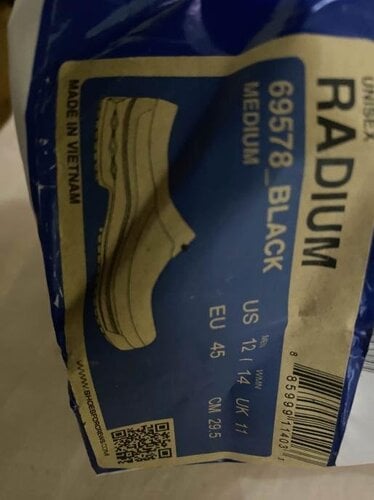 UNISEX
RADIUM
69578_BLACK
MEDIUM
MEN WMN
US 12 / 14 UK 11
EU 45 CM 29.5
MADE IN VIETNAM
WWW.SHOESFORCREWS.COM